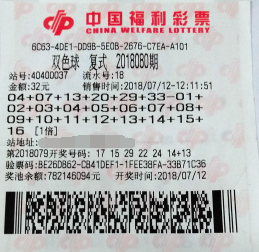 中国福利彩票
CHINA WELFARE LOTTERY
6C63-4DE1-0D9B-5E0B-2676-C7EA-A101
双色球 复式 2018080期
站号:40400037 流水号:18
金额:32元 销售时间:2018/07/12-12:11:51
04+07+13+20+29+33-01+
02+03+04+05+06+07+08+
09+10+11+12+13+14+15+
16 [1倍]
站址:
第2018079开奖号码 17 15 29 22 24 14+13
验票码:BE26D862-CB41DEF1-1FEE38FA-33B71C36
奖池余额:782146094元 开奖日期:2018/07/12